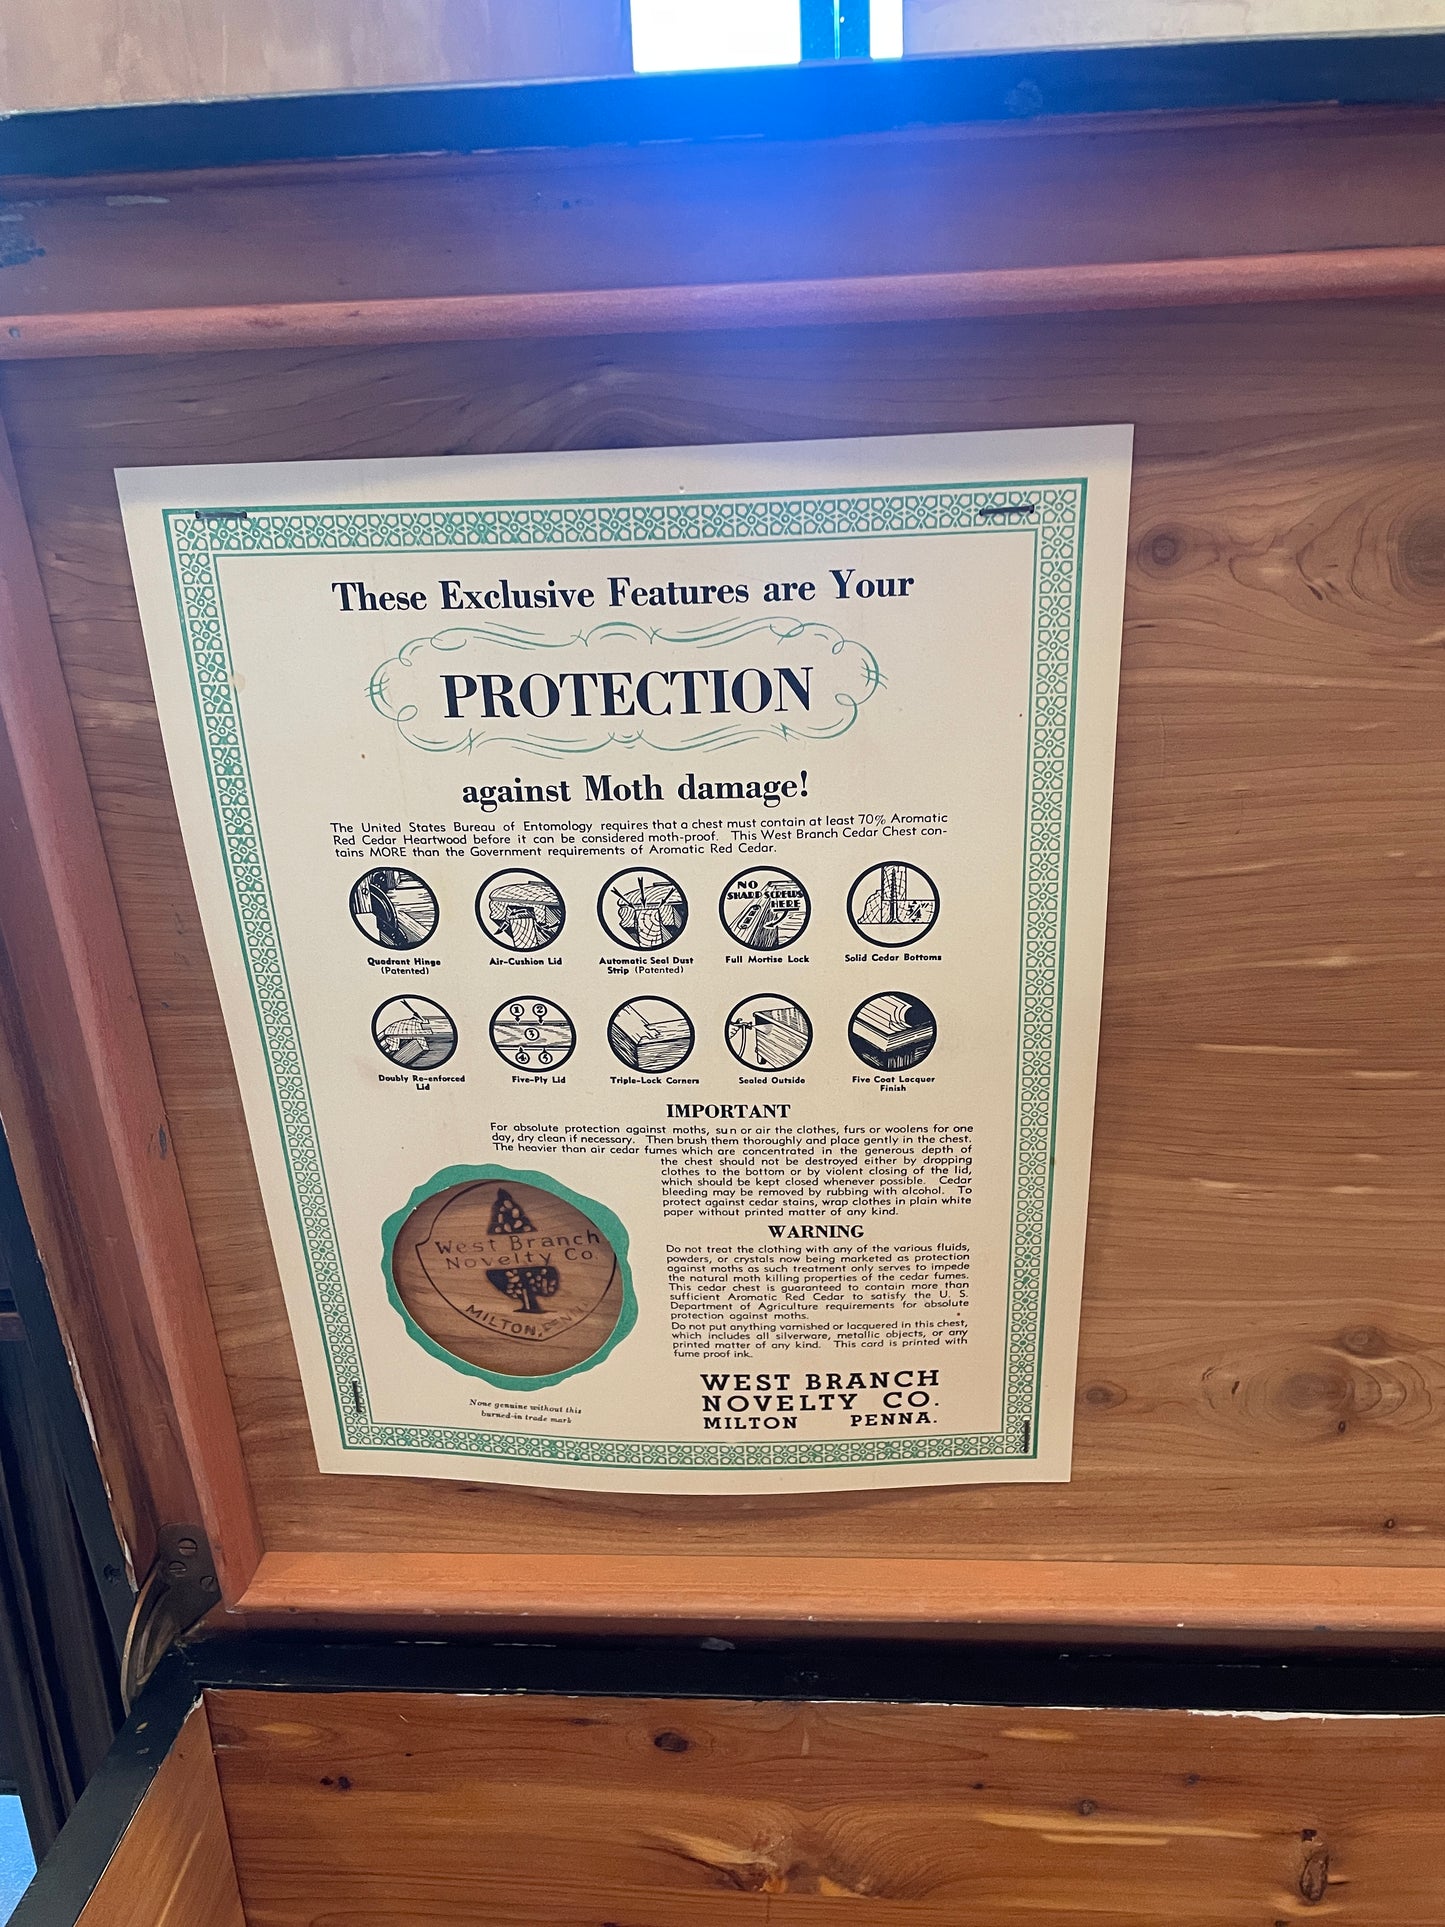 These Exclusive Features are Your
PROTECTION
against Moth damage!
The United States Bureau of Entomology requires that a chest must contain at least 70% Aromatic
Red Cedar Heartwood before it can be considered moth-proof. This West Branch Cedar Chest con-
tains MORE than the Government requirements of Aromatic Red Cedar.
NO
SHARP SCREWS
HERE
3/4
Quadrant Hinge
(Patented)
Air-Cushion Lid
Automatic Seal Dust
Strip (Patented)
Full Mortise Lock
Solid Cedar Bottoms
1 2
3
4 5
Doubly Re-enforced
Lid
Five-Ply Lid
Triple-Lock Corners
Sealed Outside
Five Coat Lacquer
Finish
IMPORTANT
For absolute protection against moths, sun or air the clothes, furs or woolens for one
day, dry clean if necessary. Then brush them thoroughly and place gently in the chest.
The heavier than air cedar fumes which are concentrated in the generous depth of
the chest should not be destroyed either by dropping
clothes to the bottom or by violent closing of the lid,
which should be kept closed whenever possible. Cedar
bleeding may be removed by rubbing with alcohol. To
protect against cedar stains, wrap clothes in plain white
paper without printed matter of any kind.
WARNING
Do not treat the clothing with any of the various fluids,
powders, or crystals now being marketed as protection
against moths as such treatment only serves to impede
the natural moth killing properties of the cedar fumes.
This cedar chest is guaranteed to contain more than
sufficient Aromatic Red Cedar to satisfy the U. S.
Department of Agriculture requirements for absolute
protection against moths.
Do not put anything varnished or lacquered in this chest,
which includes all silverware, metallic objects, or any
printed matter of any kind. This card is printed with
fume proof ink.
West Branch
Novelty Co.
MILTON, PENNA.
None genuine without this
burned-in trade mark
WEST BRANCH
NOVELTY CO.
MILTON PENNA.